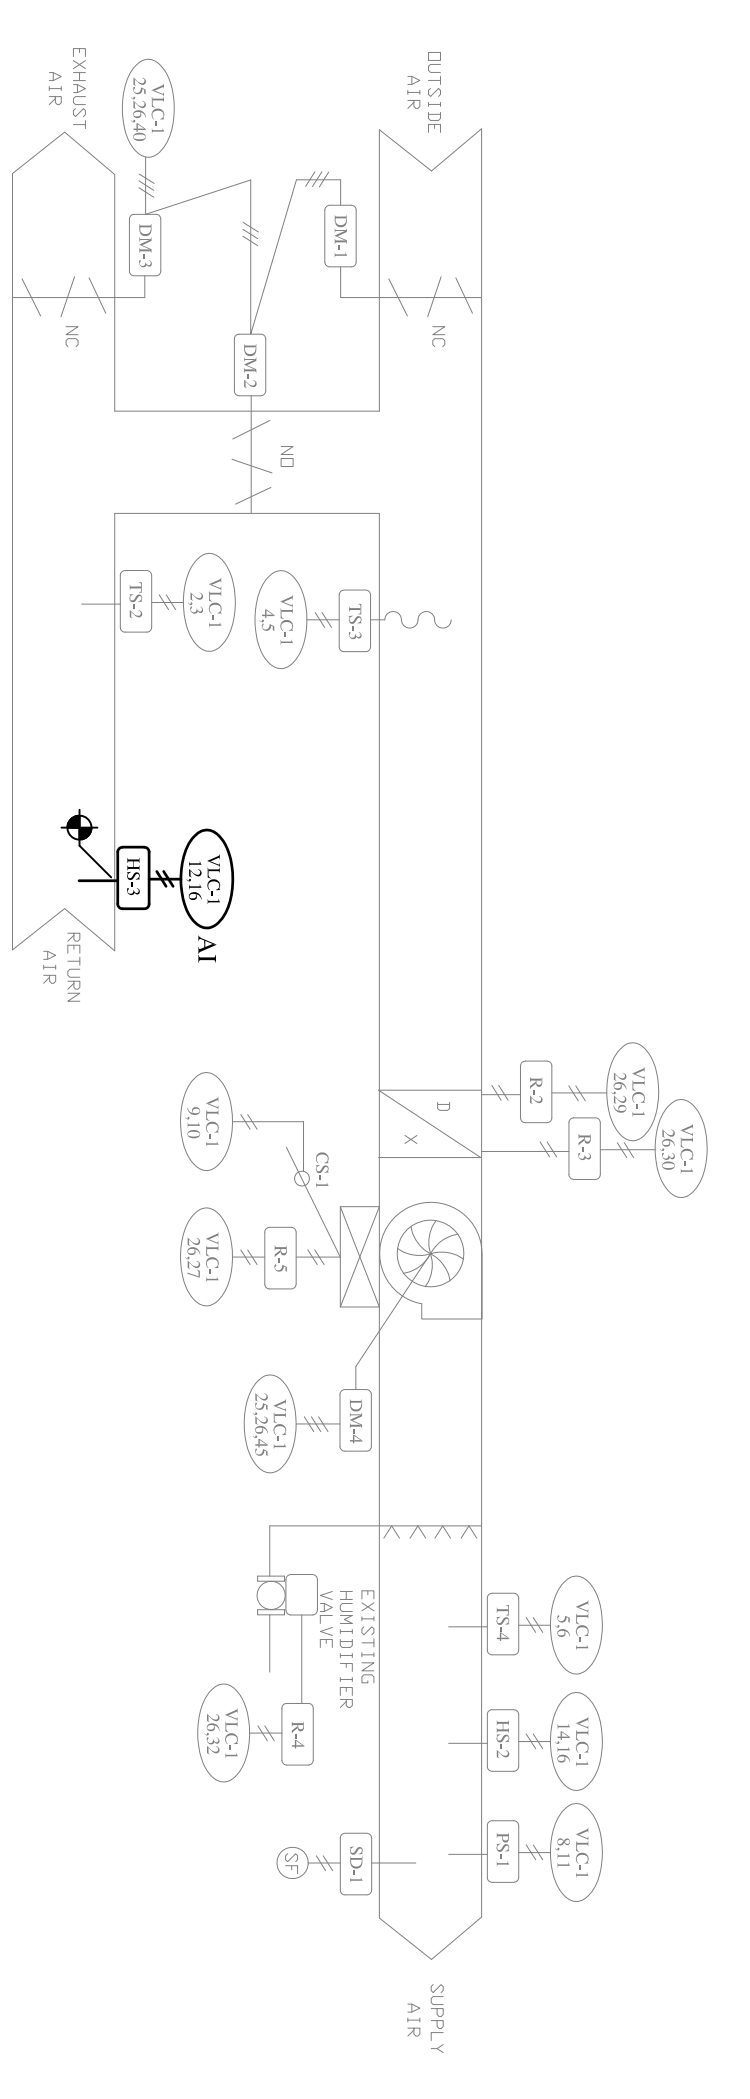 OUTSIDE
AIR
EXHAUST
AIR
VLC-1
25,26,40
DM-3
DM-1
DM-2
NC
NC
NO
TS-2
VLC-1
2,3
VLC-1
4,5
TS-3
HS-3
VLC-1
12,16
AI
RETURN
AIR
D
X
R-2
VLC-1
26,29
R-3
VLC-1
26,30
VLC-1
9,10
CS-1
VLC-1
26,27
R-5
VLC-1
25,26,45
DM-4
EXISTING
HUMIDIFIER
VALVE
R-4
VLC-1
26,32
TS-4
VLC-1
5,6
HS-2
VLC-1
14,16
PS-1
VLC-1
8,11
SD-1
SF
SUPPLY
AIR